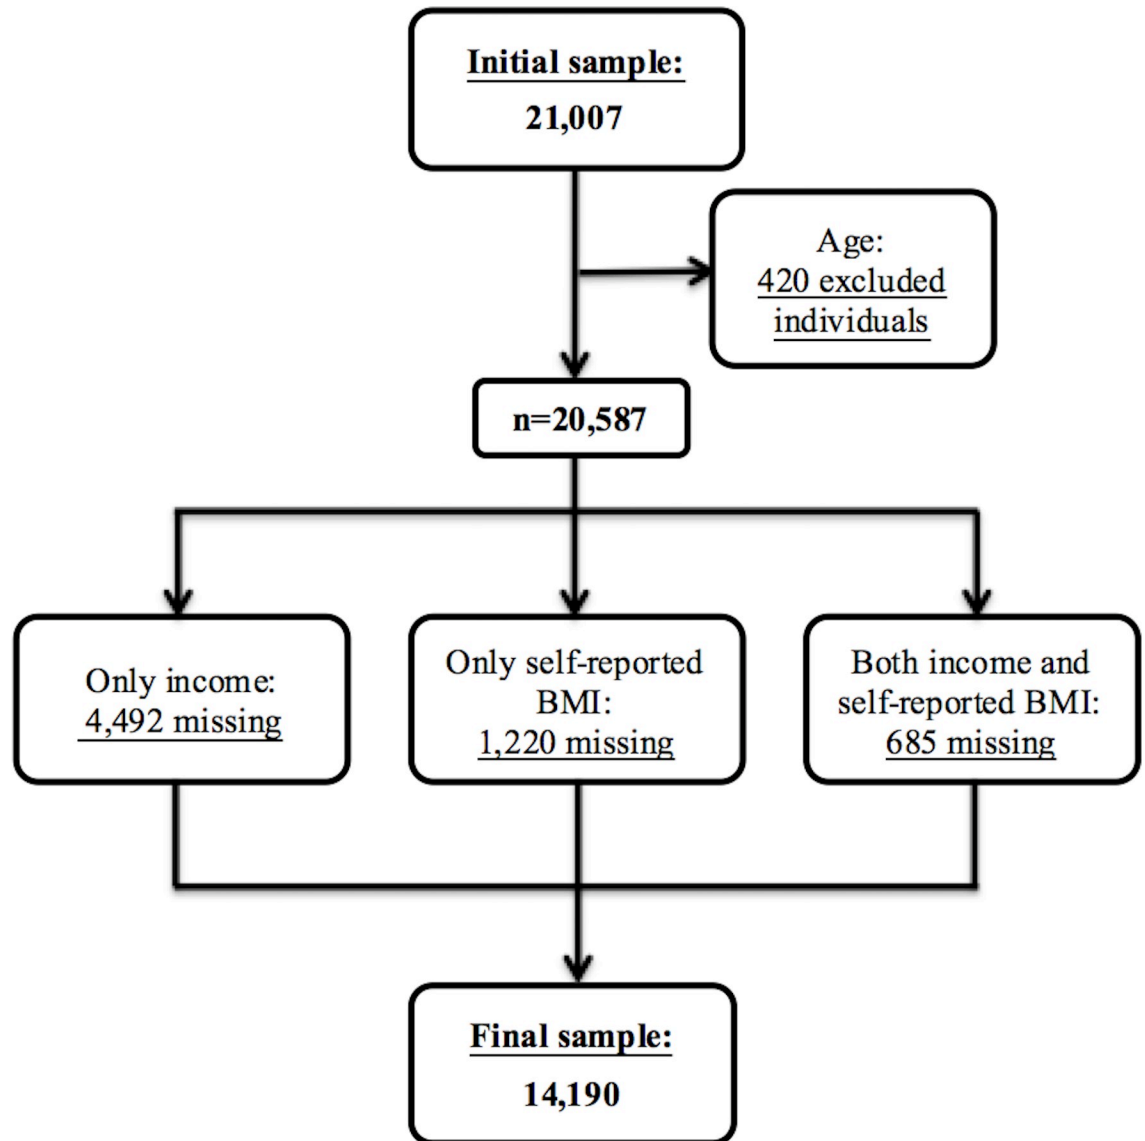 Initial sample:
21,007
Age:
420 excluded
individuals
n=20,587
Only income:
4,492 missing
Only self-reported
BMI:
1,220 missing
Both income and
self-reported BMI:
685 missing
Final sample:
14,190